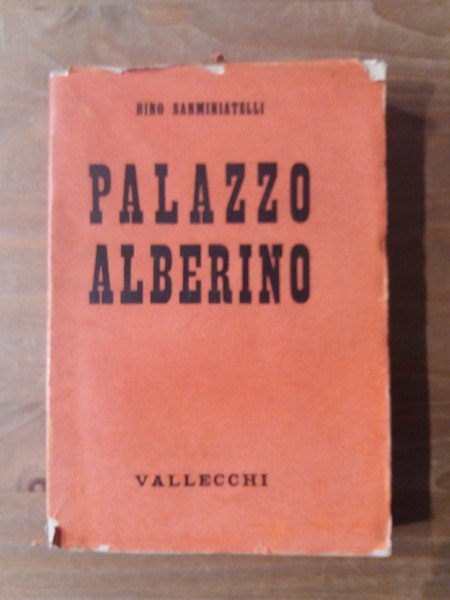 BINO SANMINIATELLI
PALAZZO
ALBERINO
VALLECCHI